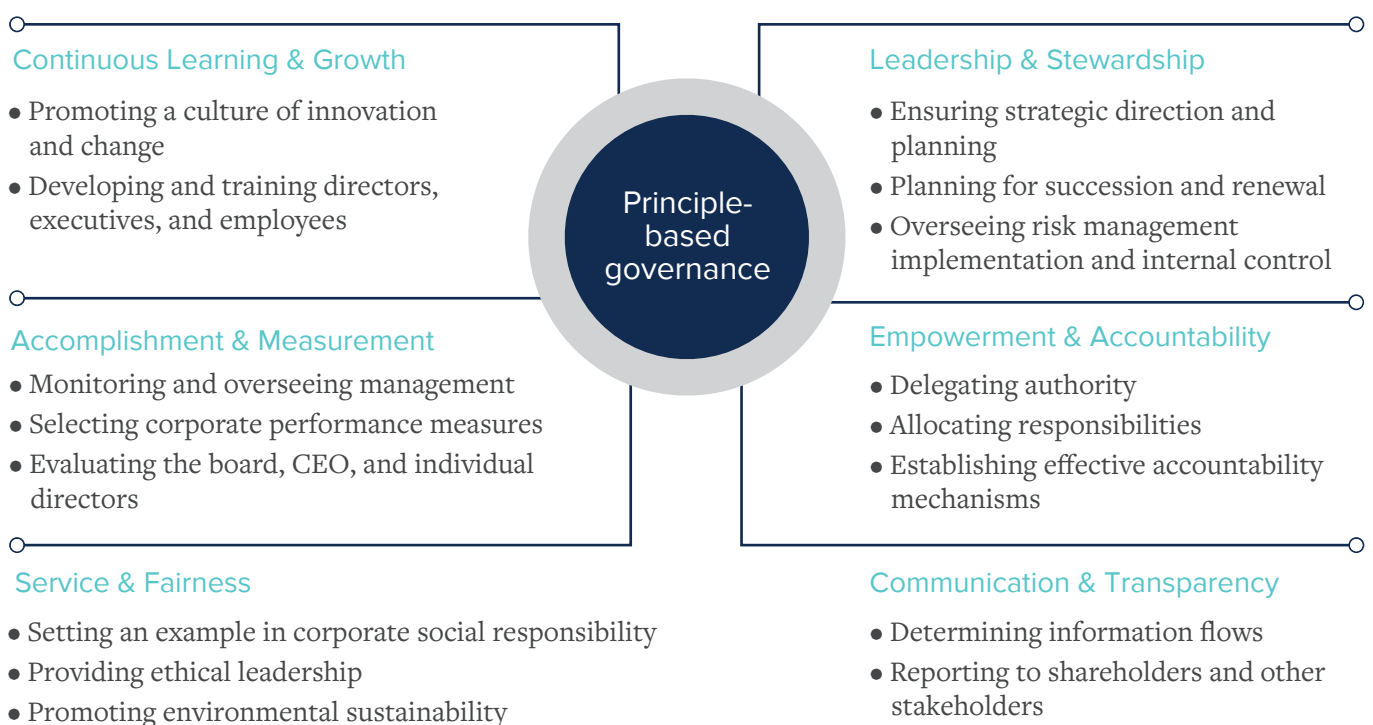 Continuous Learning & Growth
• Promoting a culture of innovation
and change
• Developing and training directors,
executives, and employees
Accomplishment & Measurement
• Monitoring and overseeing management
• Selecting corporate performance measures
• Evaluating the board, CEO, and individual
directors
Service & Fairness
• Setting an example in corporate social responsibility
• Providing ethical leadership
• Promoting environmental sustainability
Principle-
based
governance
Leadership & Stewardship
• Ensuring strategic direction and
planning
• Planning for succession and renewal
• Overseeing risk management
implementation and internal control
Empowerment & Accountability
• Delegating authority
• Allocating responsibilities
• Establishing effective accountability
mechanisms
Communication & Transparency
• Determining information flows
• Reporting to shareholders and other
stakeholders